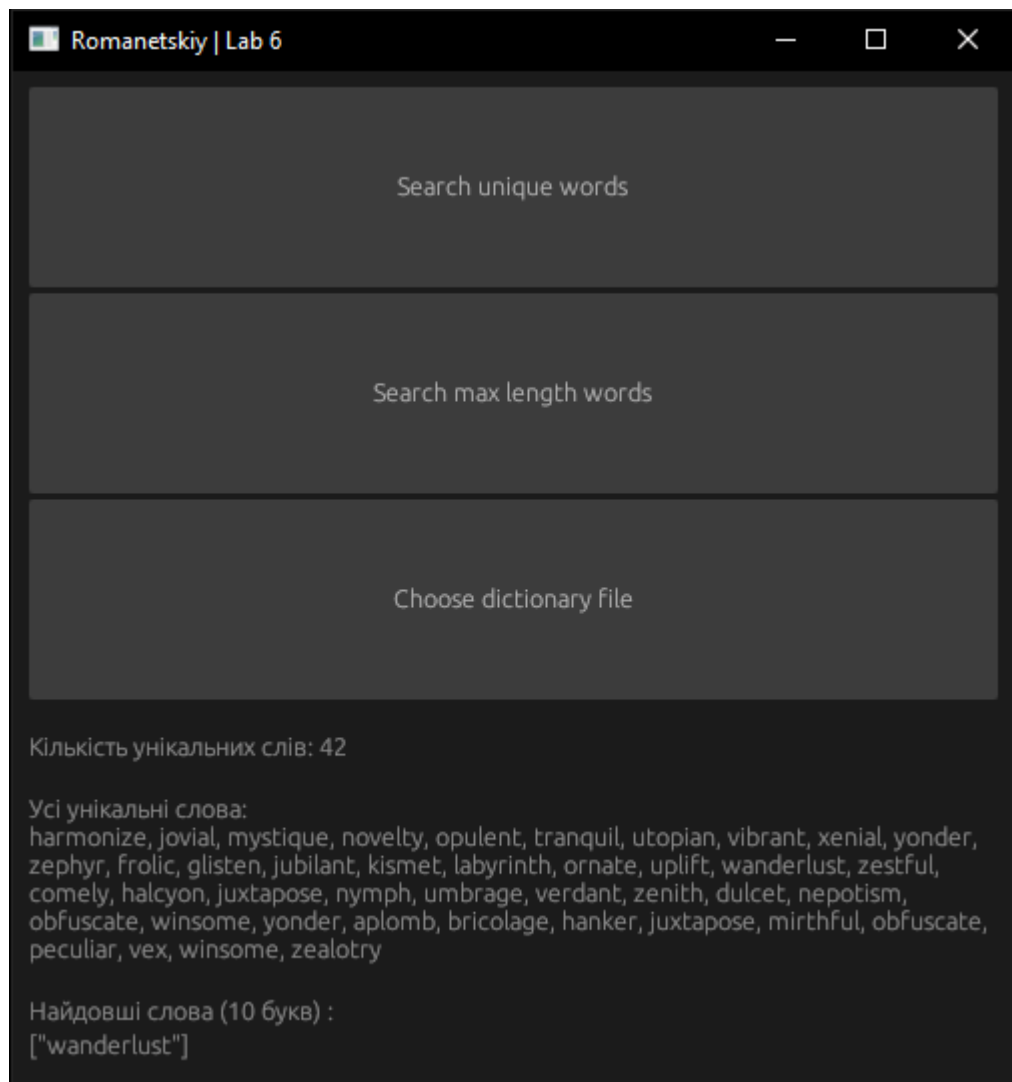 Romanetskiy | Lab 6
Search unique words
Search max length words
Choose dictionary file
Кількість унікальних слів: 42
Усі унікальні слова:
harmonize, jovial, mystique, novelty, opulent, tranquil, utopian, vibrant, xenial, yonder,
zephyr, frolic, glisten, jubilant, kismet, labyrinth, ornate, uplift, wanderlust, zestful,
comely, halcyon, juxtapose, nymph, umbrage, verdant, zenith, dulcet, nepotism,
obfuscate, winsome, yonder, aplomb, bricolage, hanker, juxtapose, mirthful, obfuscate,
peculiar, vex, winsome, zealotry
Найдовші слова (10 букв) :
["wanderlust"]